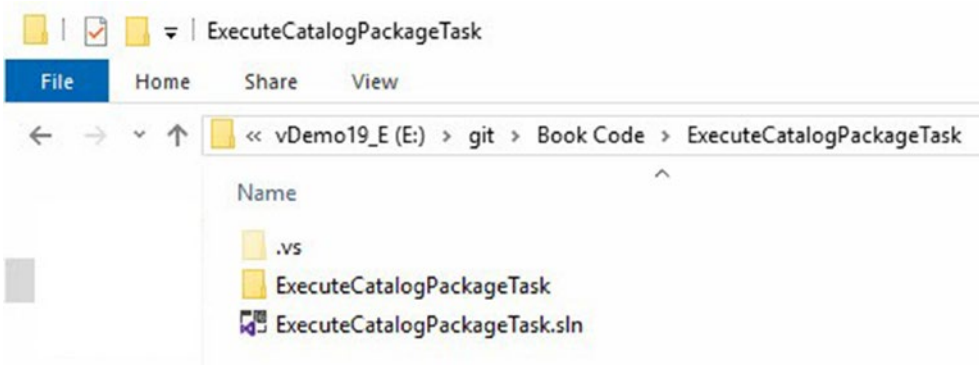 ExecuteCatalogPackageTask
File Home Share View
« vDemo19_E (E:) > git > Book Code > ExecuteCatalogPackageTask
Name
.vs
ExecuteCatalogPackageTask
ExecuteCatalogPackageTask.sln